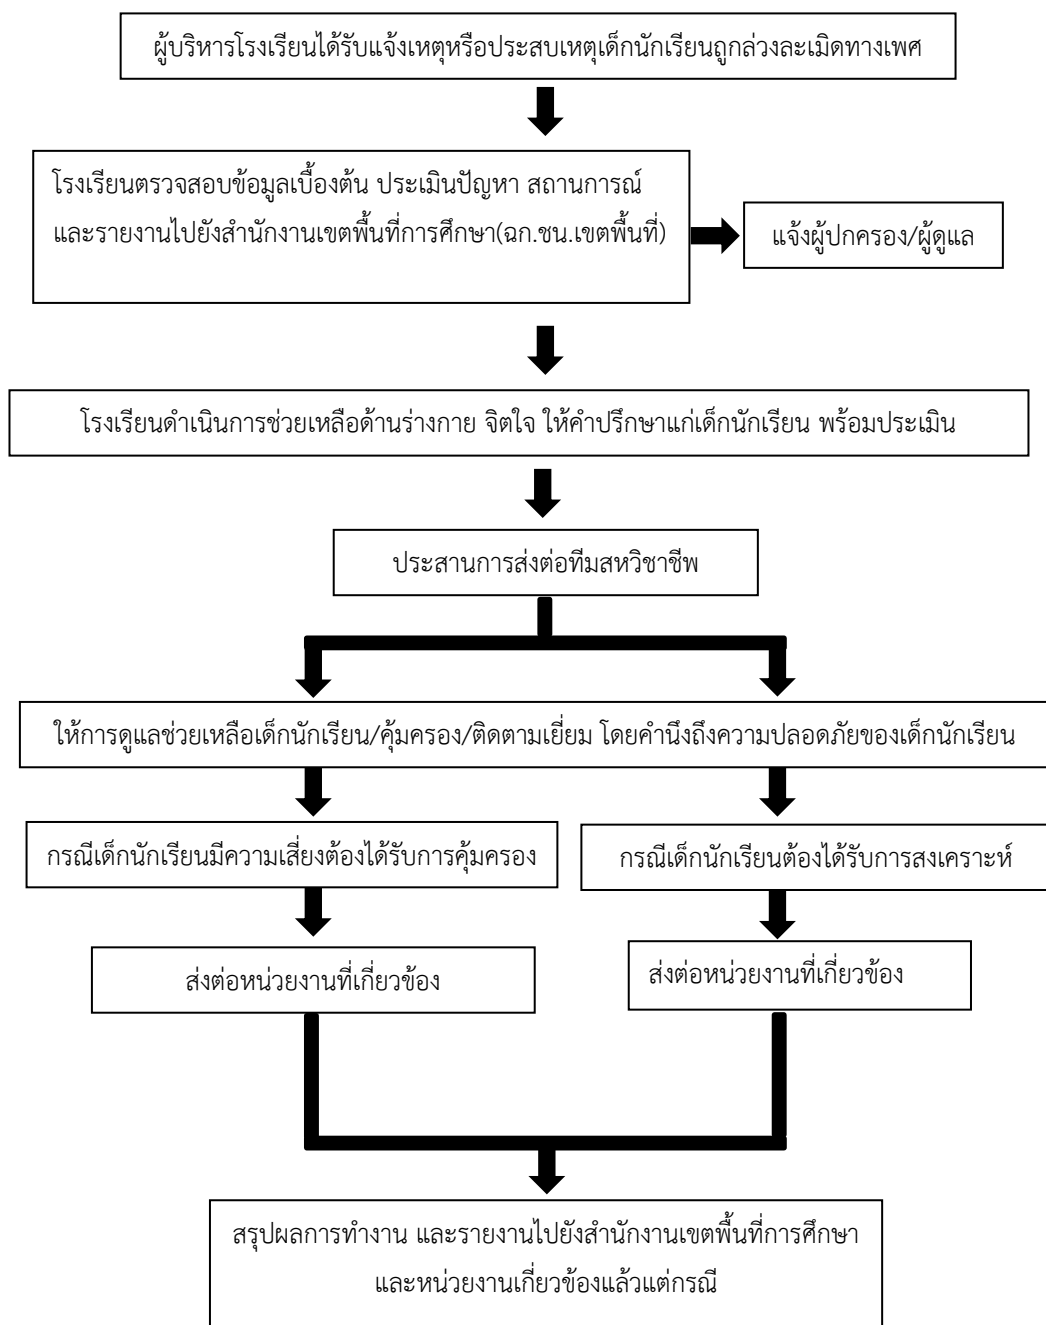 ผู้บริหารโรงเรียนได้รับแจ้งเหตุหรือประสบเหตุเด็กนักเรียนถูกล่วงละเมิดทางเพศ
โรงเรียนตรวจสอบข้อมูลเบื้องต้น ประเมินปัญหา สถานการณ์
และรายงานไปยังสำนักงานเขตพื้นที่การศึกษา(ฉก.ชน.เขตพื้นที่)
แจ้งผู้ปกครอง/ผู้ดูแล
โรงเรียนดำเนินการช่วยเหลือด้านร่างกาย จิตใจ ให้คำปรึกษาแก่เด็กนักเรียน พร้อมประเมิน
ประสานการส่งต่อทีมสหวิชาชีพ
ให้การดูแลช่วยเหลือเด็กนักเรียน/คุ้มครอง/ติดตามเยี่ยม โดยคำนึงถึงความปลอดภัยของเด็กนักเรียน
กรณีเด็กนักเรียนมีความเสี่ยงต้องได้รับการคุ้มครอง
กรณีเด็กนักเรียนต้องได้รับการสงเคราะห์
ส่งต่อหน่วยงานที่เกี่ยวข้อง
ส่งต่อหน่วยงานที่เกี่ยวข้อง
สรุปผลการทำงาน และรายงานไปยังสำนักงานเขตพื้นที่การศึกษา
และหน่วยงานเกี่ยวข้องแล้วแต่กรณี